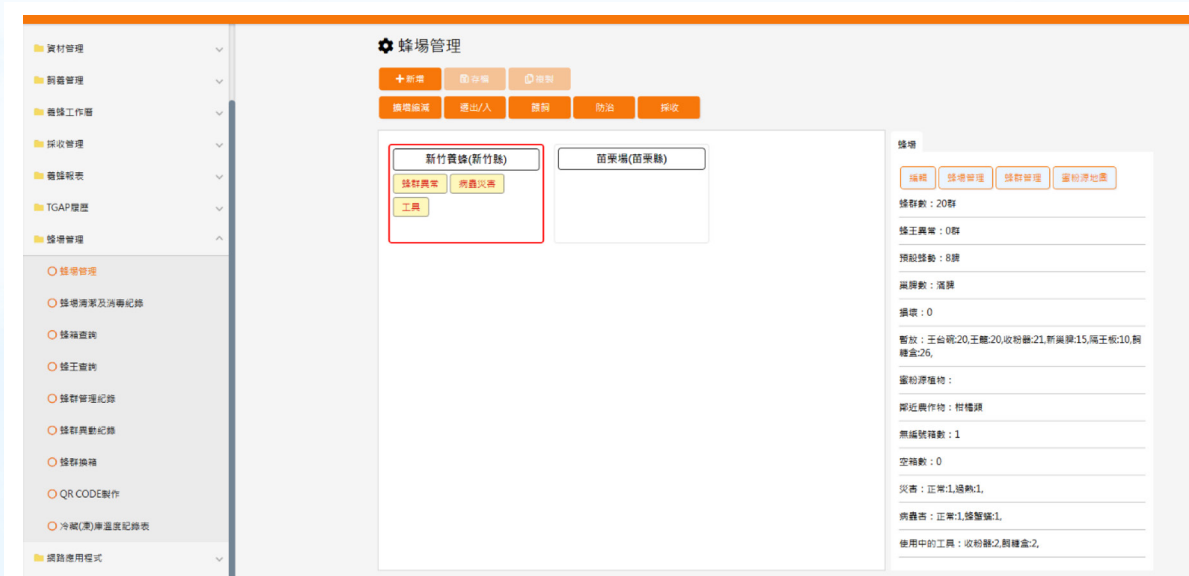 資材管理
飼養管理
養蜂工作曆
採收管理
養蜂報表
TGAP履歷
蜂場管理
蜂場管理
蜂場清潔及消毒紀錄
蜂箱查詢
蜂王查詢
蜂群管理紀錄
蜂群異動紀錄
蜂群換箱
QR CODE製作
冷藏(凍)庫溫度記錄表
網路應用程式
蜂場管理
新增
存檔
複製
擴增縮減
遷出/入
餵飼
防治
採收
新竹養蜂(新竹縣)
蜂群異常
病蟲災害
工具
苗栗場(苗栗縣)
蜂場
編輯
蜂場管理
蜂群管理
蜜粉源地圖
蜂群數：20群
蜂王異常：0群
預設蜂勢：8脾
巢脾數：滿脾
損壞：0
暫放：王台碗:20,王籠:20,收粉器:21,新巢脾:15,隔王板:10,飼
糖盒:26,
蜜粉源植物：
鄰近農作物：柑橘類
無編號箱數：1
空箱數：0
災害：正常:1,過熱:1,
病蟲害：正常:1,蜂蟹蟎:1,
使用中的工具：收粉器:2,飼糖盒:2,